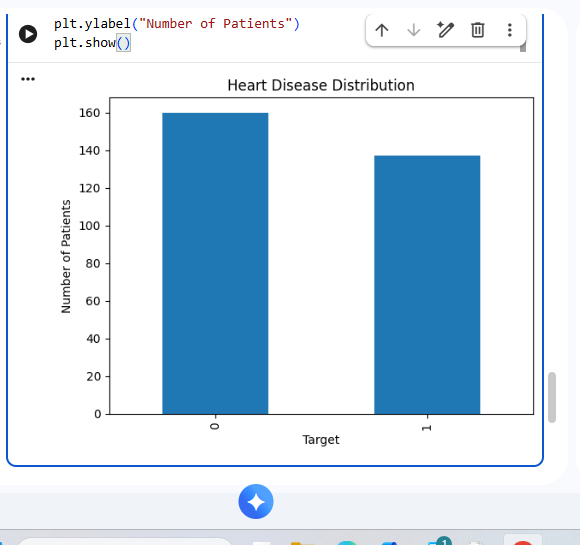 plt.ylabel("Number of Patients")
plt.show()
Heart Disease Distribution
160
140
120
100
80
60
40
20
0
Number of Patients
0
1
Target
1